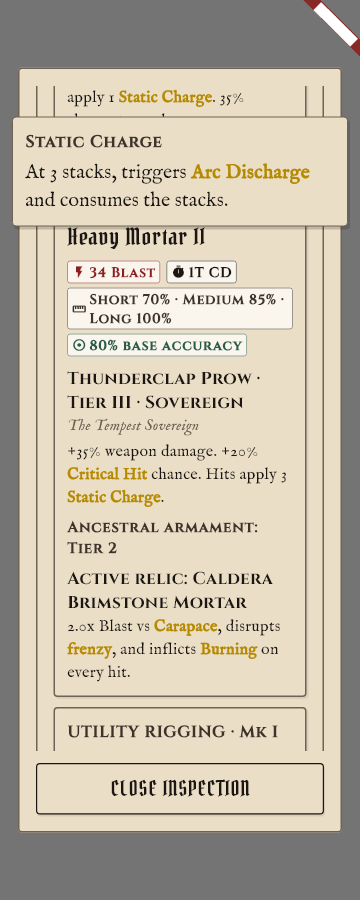 apply 1 Static Charge. 35%
Static Charge
At 3 stacks, triggers Arc Discharge
and consumes the stacks.
Heavy Mortar II
34 Blast
1T CD
Short 70% · Medium 85% ·
Long 100%
80% base accuracy
Thunderclap Prow ·
Tier III · Sovereign
The Tempest Sovereign
+35% weapon damage. +20%
Critical Hit chance. Hits apply 3
Static Charge.
Ancestral armament:
Tier 2
Active relic: Caldera
Brimstone Mortar
2.0x Blast vs Carapace, disrupts
frenzy, and inflicts Burning on
every hit.
Utility Rigging · Mk I
Close Inspection